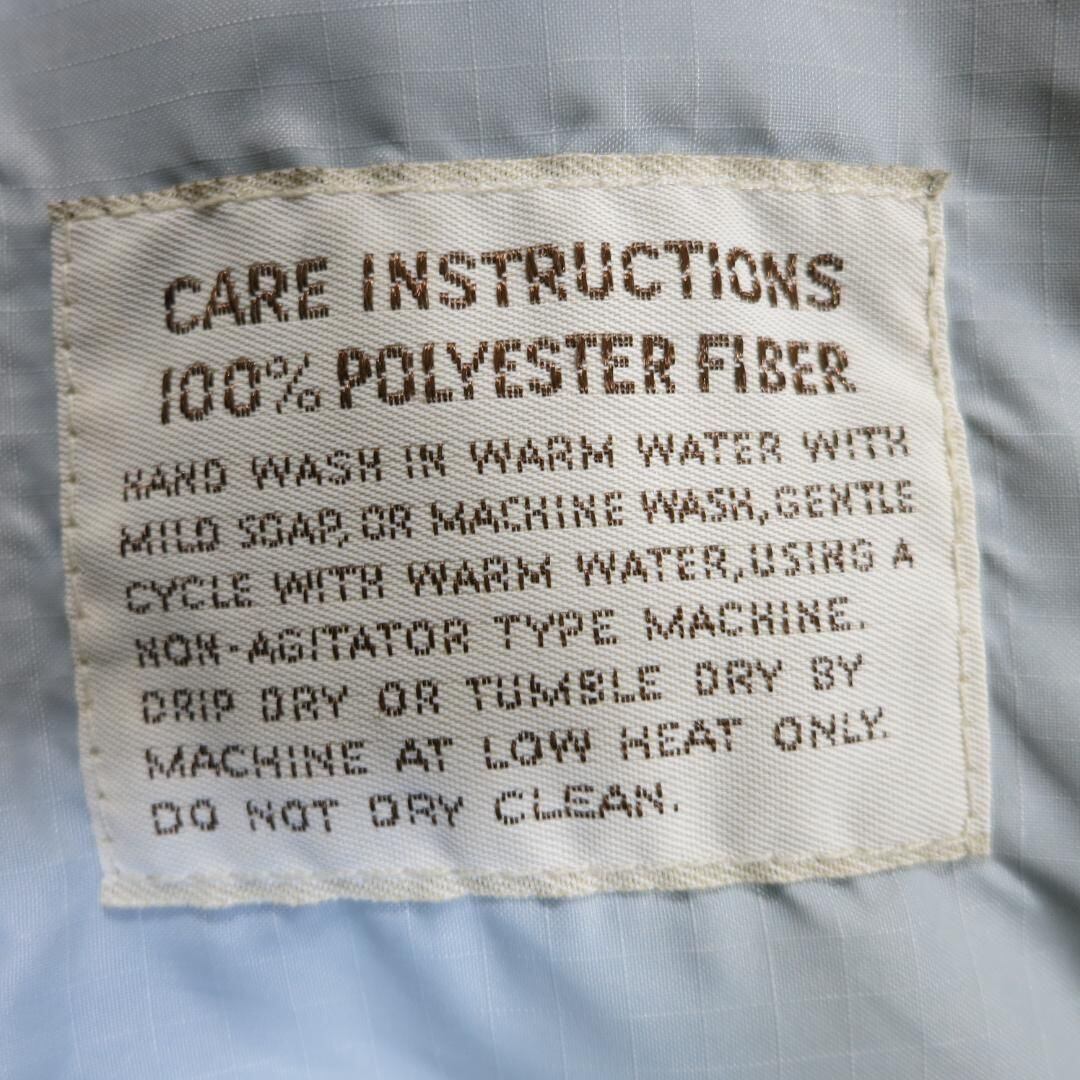 CARE INSTRUCTIONS
100% POLYESTER FIBER
HAND WASH IN WARM WATER WITH
MILD SOAP, OR MACHINE WASH, GENTLE
CYCLE WITH WARM WATER, USING A
NON-AGITATOR TYPE MACHINE.
DRIP DRY OR TUMBLE DRY BY
MACHINE AT LOW HEAT ONLY.
DO NOT DRY CLEAN.